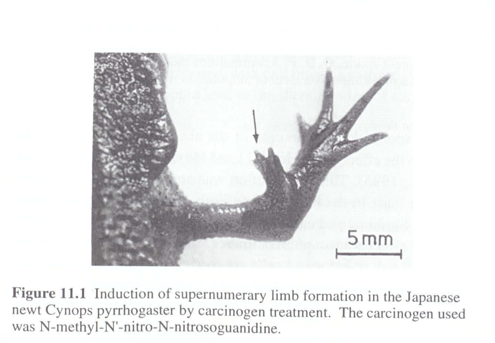 5 mm
Figure 11.1 Induction of supernumerary limb formation in the Japanese
newt Cynops pyrrhogaster by carcinogen treatment. The carcinogen used
was N-methyl-N'-nitro-N-nitrosoguanidine.